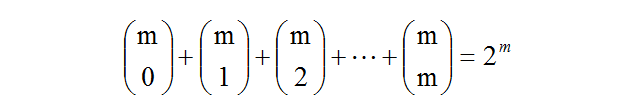 (m 0) + (m 1) + (m 2) + ⋯ + (m m) = 2^m